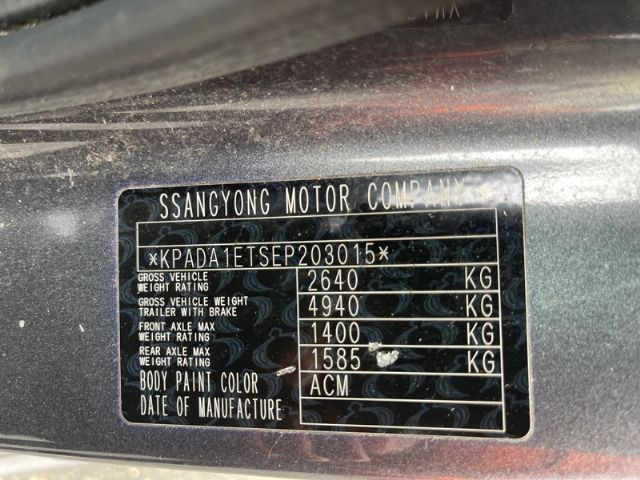 SSANGYONG MOTOR COMPANY
*KPADA1ETSEP203015*
GROSS VEHICLE
WEIGHT RATING 2640 KG
GROSS VEHICLE WEIGHT
TRAILER WITH BRAKE 4940 KG
FRONT AXLE MAX
WEIGHT RATING 1400 KG
REAR AXLE MAX
WEIGHT RATING 1585 KG
BODY PAINT COLOR ACM
DATE OF MANUFACTURE